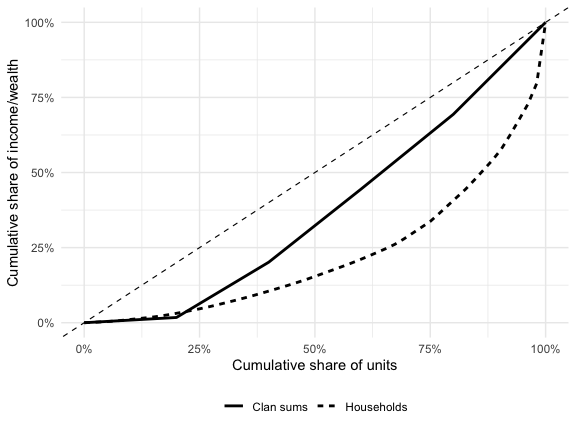 Cumulative share of income/wealth
100%
75%
50%
25%
0%
0% 25% 50% 75% 100%
Cumulative share of units
Clan sums Households